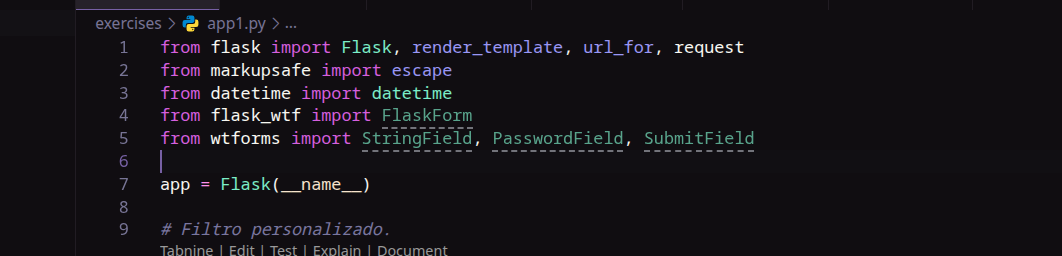 exercises > app1.py > ...
1 from flask import Flask, render_template, url_for, request
2 from markupsafe import escape
3 from datetime import datetime
4 from flask_wtf import FlaskForm
5 from wtforms import StringField, PasswordField, SubmitField
6
7 app = Flask(__name__)
8
9 # Filtro personalizado.
Tabnine | Edit | Test | Explain | Document